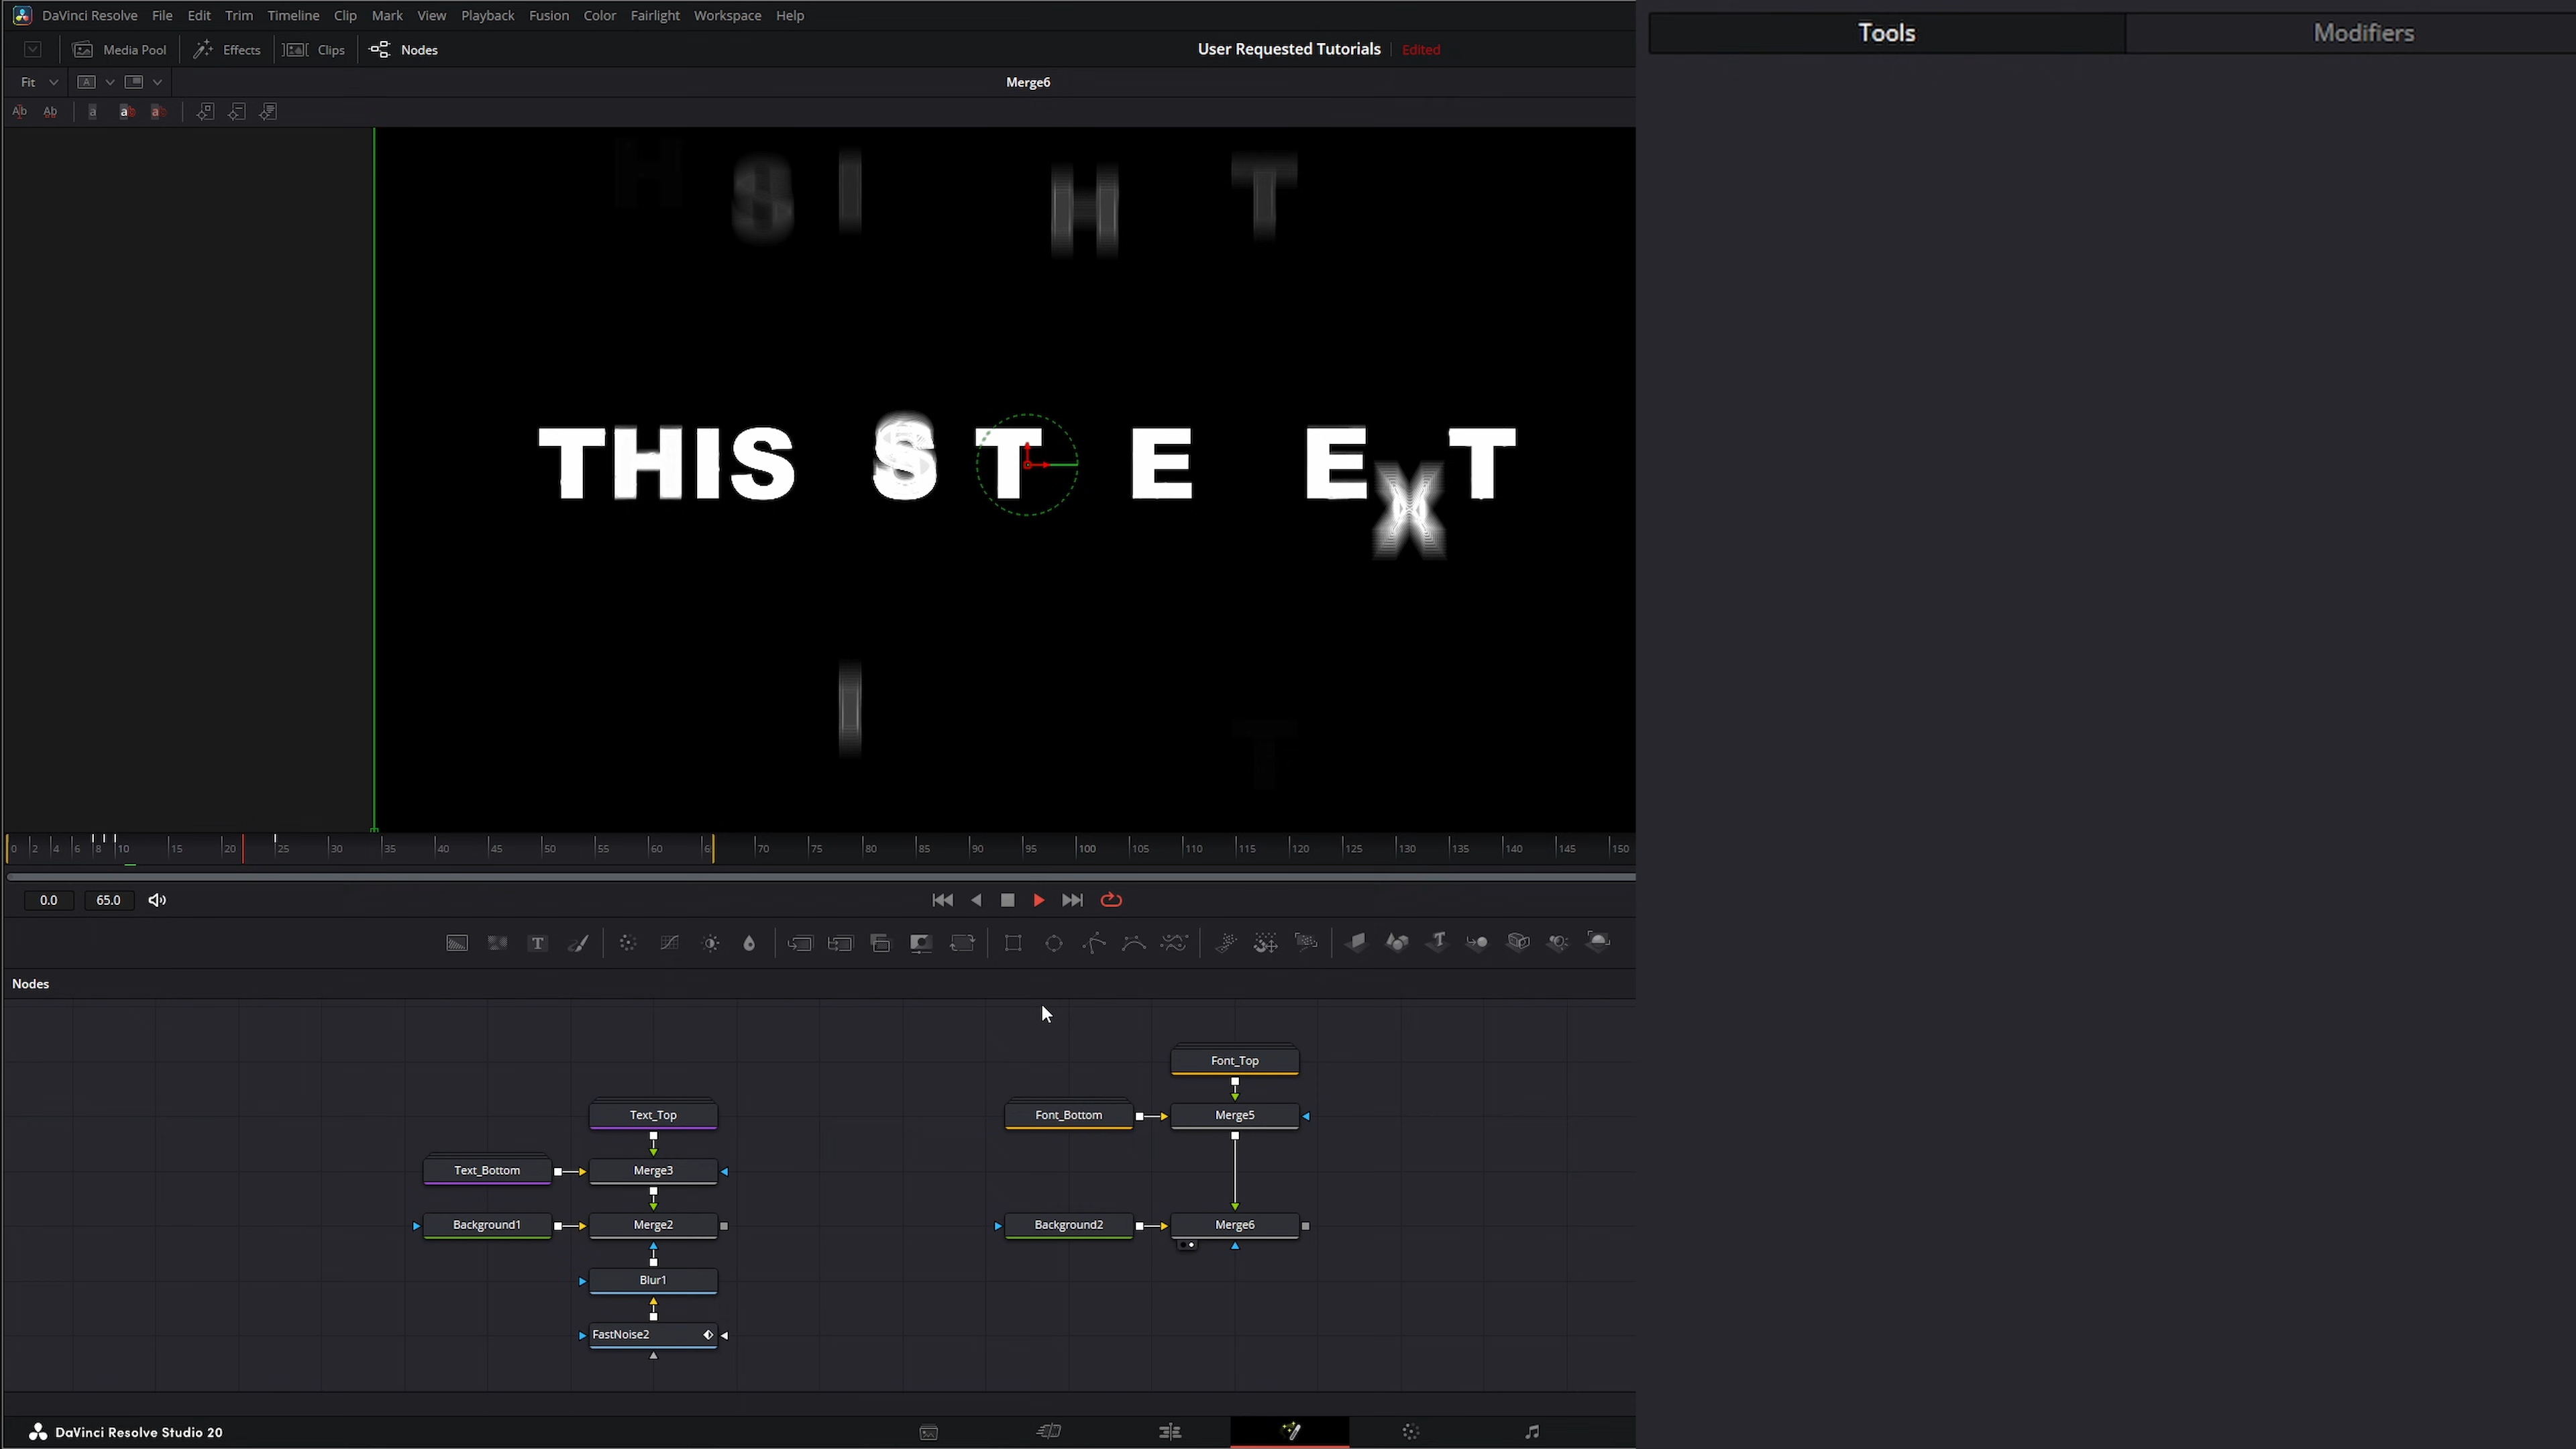 DaVinci Resolve File Edit Trim Timeline Clip Mark View Playback Fusion Color Fairlight Workspace Help
Tools Modifiers
Media Pool Effects Clips Nodes User Requested Tutorials Edited
Fit Merge6
H S I H T
THIS S T E E X T
I
T
0 2 4 6 8 10 15 20 25 30 35 40 45 50 55 60 70 75 80 85 90 95 100 105 110 115 120 125 130 135 140 145 150
0.0 65.0
Nodes
Font_Top
Text_Top Font_Bottom Merge5
Text_Bottom Merge3
Background1 Merge2 Background2 Merge6
Blur1
FastNoise2
DaVinci Resolve Studio 20